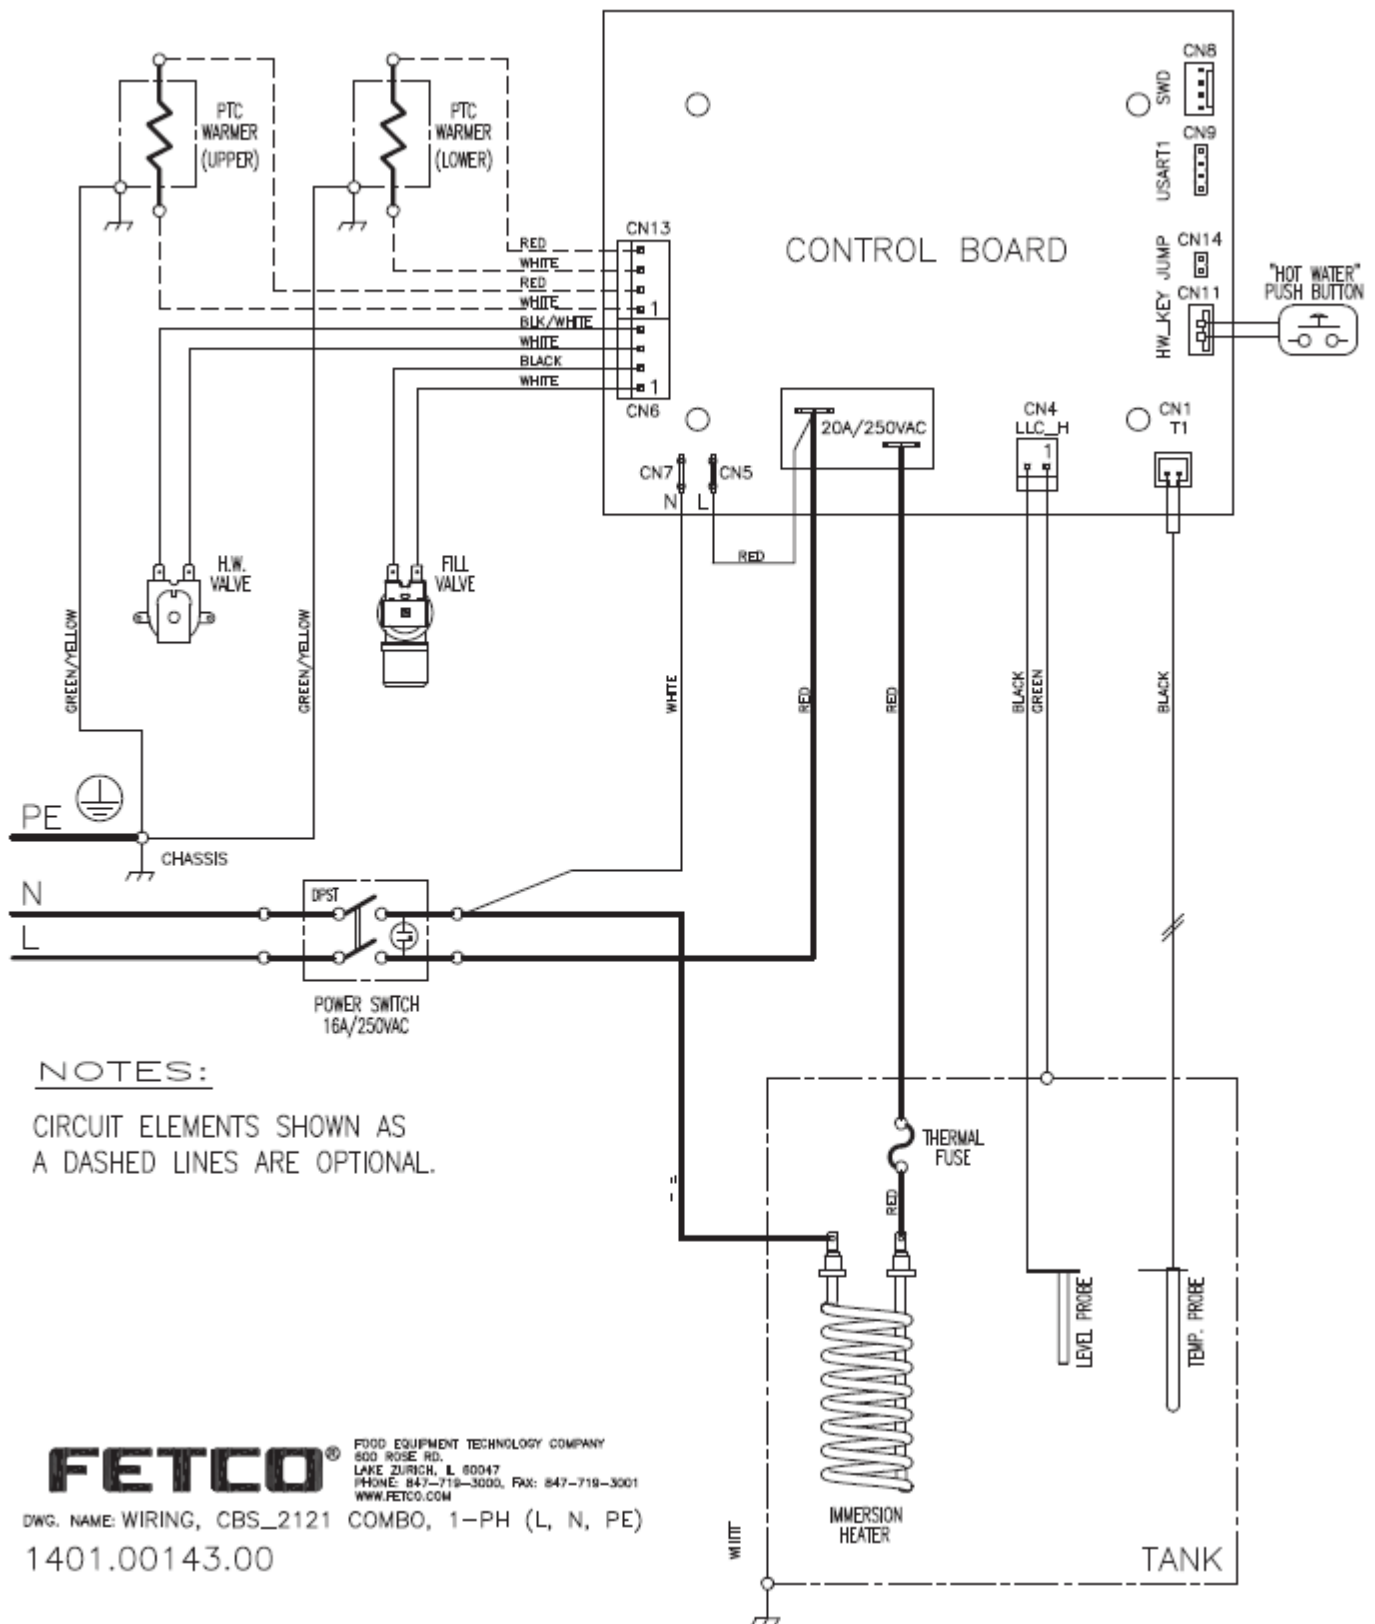 CN8
SWD
CN9
USART1
CN14
JUMP
CN11
HW_KEY
"HOT WATER"
PUSH BUTTON
CONTROL BOARD
PTC
WARMER
(UPPER)
PTC
WARMER
(LOWER)
CN13
RED
WHITE
RED
WHITE
1
BLK/WHITE
WHITE
BLACK
WHITE
1
CN6
20A/250VAC
CN4
LLC_H
1
CN1
T1
CN7
CN5
N
L
RED
H.W.
VALVE
FILL
VALVE
GREEN/YELLOW
GREEN/YELLOW
WHITE
RED
RED
BLACK
GREEN
BLACK
PE
CHASSIS
N
L
DPST
POWER SWITCH
16A/250VAC
NOTES:
CIRCUIT ELEMENTS SHOWN AS
A DASHED LINES ARE OPTIONAL.
THERMAL
FUSE
RED
LEVEL PROBE
TEMP. PROBE
IMMERSION
HEATER
TANK
FETCO®
FOOD EQUIPMENT TECHNOLOGY COMPANY
600 ROSE RD.
LAKE ZURICH, IL 60047
PHONE: 847-719-3000, FAX: 847-719-3001
WWW.FETCO.COM
DWG. NAME: WIRING, CBS_2121 COMBO, 1-PH (L, N, PE)
1401.00143.00